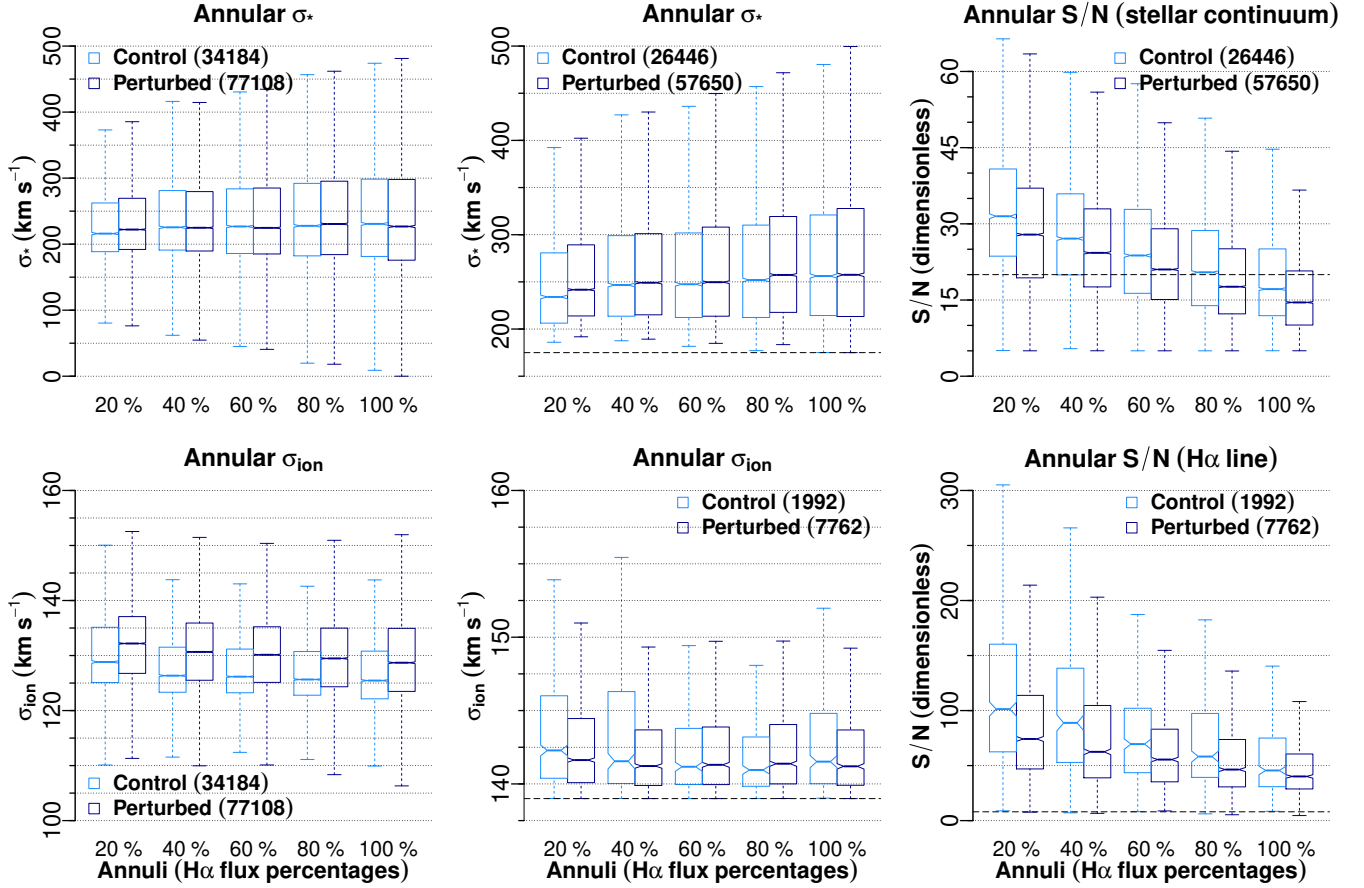 Annular σ*
σ* (km s⁻¹)
500
400
300
200
100
0
Control (34184)
Perturbed (77108)
20 % 40 % 60 % 80 % 100 %
Annular σ*
σ* (km s⁻¹)
500
400
300
200
Control (26446)
Perturbed (57650)
20 % 40 % 60 % 80 % 100 %
Annular S/N (stellar continuum)
S/N (dimensionless)
60
45
30
15
0
Control (26446)
Perturbed (57650)
20 % 40 % 60 % 80 % 100 %
Annular σion
σion (km s⁻¹)
160
140
120
100
Control (34184)
Perturbed (77108)
20 % 40 % 60 % 80 % 100 %
Annuli (Hα flux percentages)
Annular σion
σion (km s⁻¹)
160
150
140
Control (1992)
Perturbed (7762)
20 % 40 % 60 % 80 % 100 %
Annuli (Hα flux percentages)
Annular S/N (Hα line)
S/N (dimensionless)
300
200
100
50
0
Control (1992)
Perturbed (7762)
20 % 40 % 60 % 80 % 100 %
Annuli (Hα flux percentages)